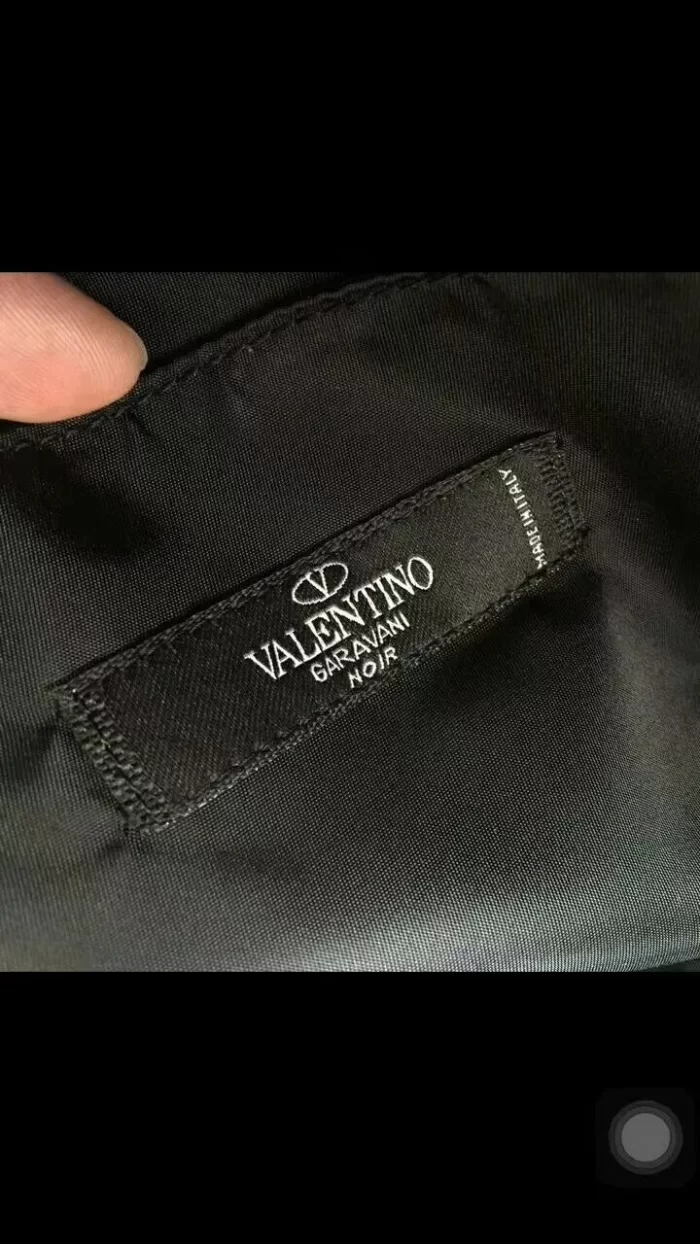 V
VALENTINO
GARAVANI
NOIR
MADE IN ITALY